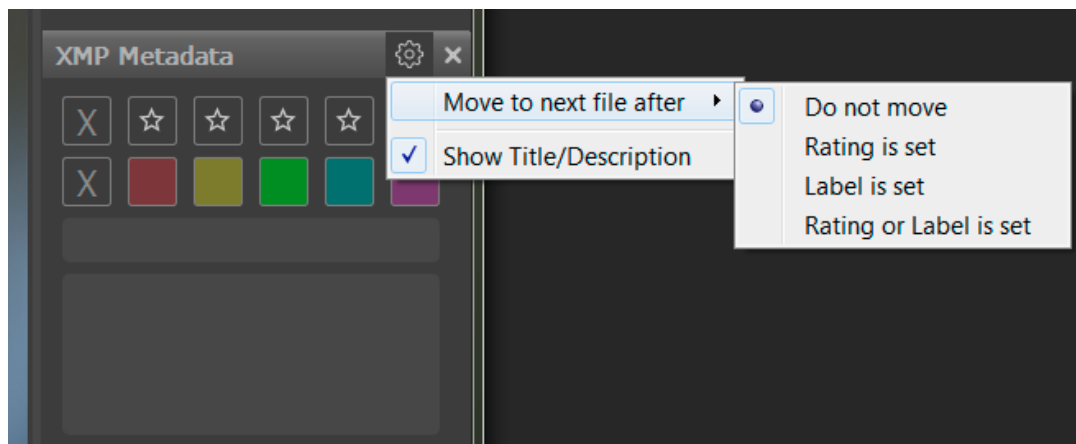 XMP Metadata
X
X
Move to next file after
Show Title/Description
Do not move
Rating is set
Label is set
Rating or Label is set